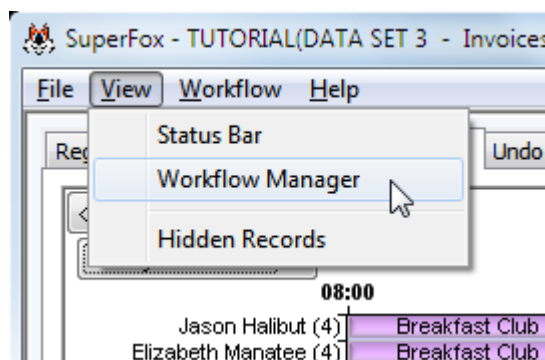 SuperFox - TUTORIAL(DATA SET 3 - Invoices
File View Workflow Help
Status Bar
Undo
Workflow Manager
Hidden Records
08:00
Jason Halibut (4) Breakfast Club
Elizabeth Manatee (4) Breakfast Club